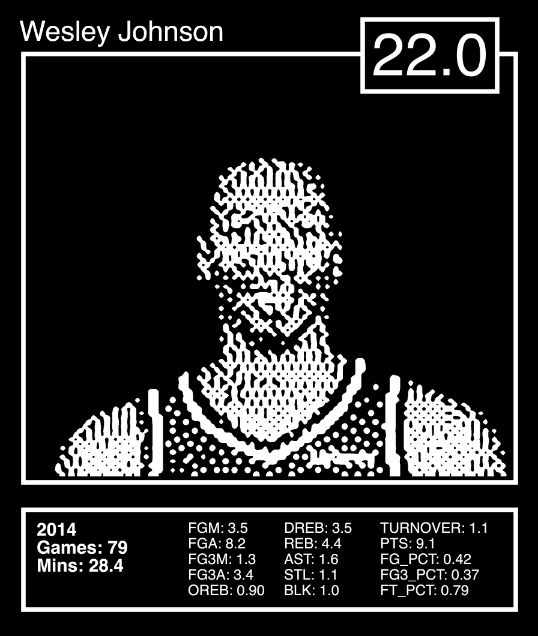 Wesley Johnson
22.0
2014
Games: 79
Mins: 28.4
FGM: 3.5
FGA: 8.2
FG3M: 1.3
FG3A: 3.4
OREB: 0.90
DREB: 3.5
REB: 4.4
AST: 1.6
STL: 1.1
BLK: 1.0
TURNOVER: 1.1
PTS: 9.1
FG_PCT: 0.42
FG3_PCT: 0.37
FT_PCT: 0.79